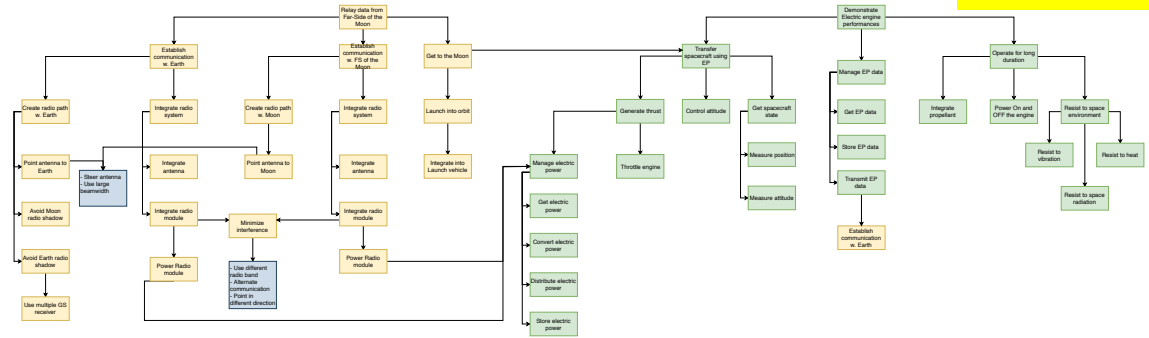 Relay data from
Far-Side of the
Moon
Demonstrate
Electric engine
performances
Establish
communication
w. Earth
Establish
communication
w. FS of the
Moon
Get to the Moon
Transfer
spacecraft using
EP
Operate for long
duration
Manage EP data
Create radio path
w. Earth
Integrate radio
system
Create radio path
w. Moon
Integrate radio
system
Launch into orbit
Generate thrust
Control attitude
Get spacecraft
state
Get EP data
Integrate
propellant
Power On and
OFF the engine
Resist to space
environment
Point antenna to
Earth
- Steer antenna
- Use large
beamwidth
Integrate
antenna
Point antenna to
Moon
Integrate
antenna
Integrate into
Launch vehicle
Manage electric
power
Throttle engine
Measure position
Store EP data
Resist to
vibration
Resist to heat
Transmit EP
data
Avoid Moon
radio shadow
Integrate radio
module
Minimize
interference
Integrate radio
module
Get electric
power
Measure attitude
Resist to space
radiation
Establish
communication
w. Earth
Avoid Earth radio
shadow
Power Radio
module
- Use different
radio band
- Alternate
communication
- Point in
different direction
Power Radio
module
Convert electric
power
Distribute electric
power
Use multiple GS
receiver
Store electric
power